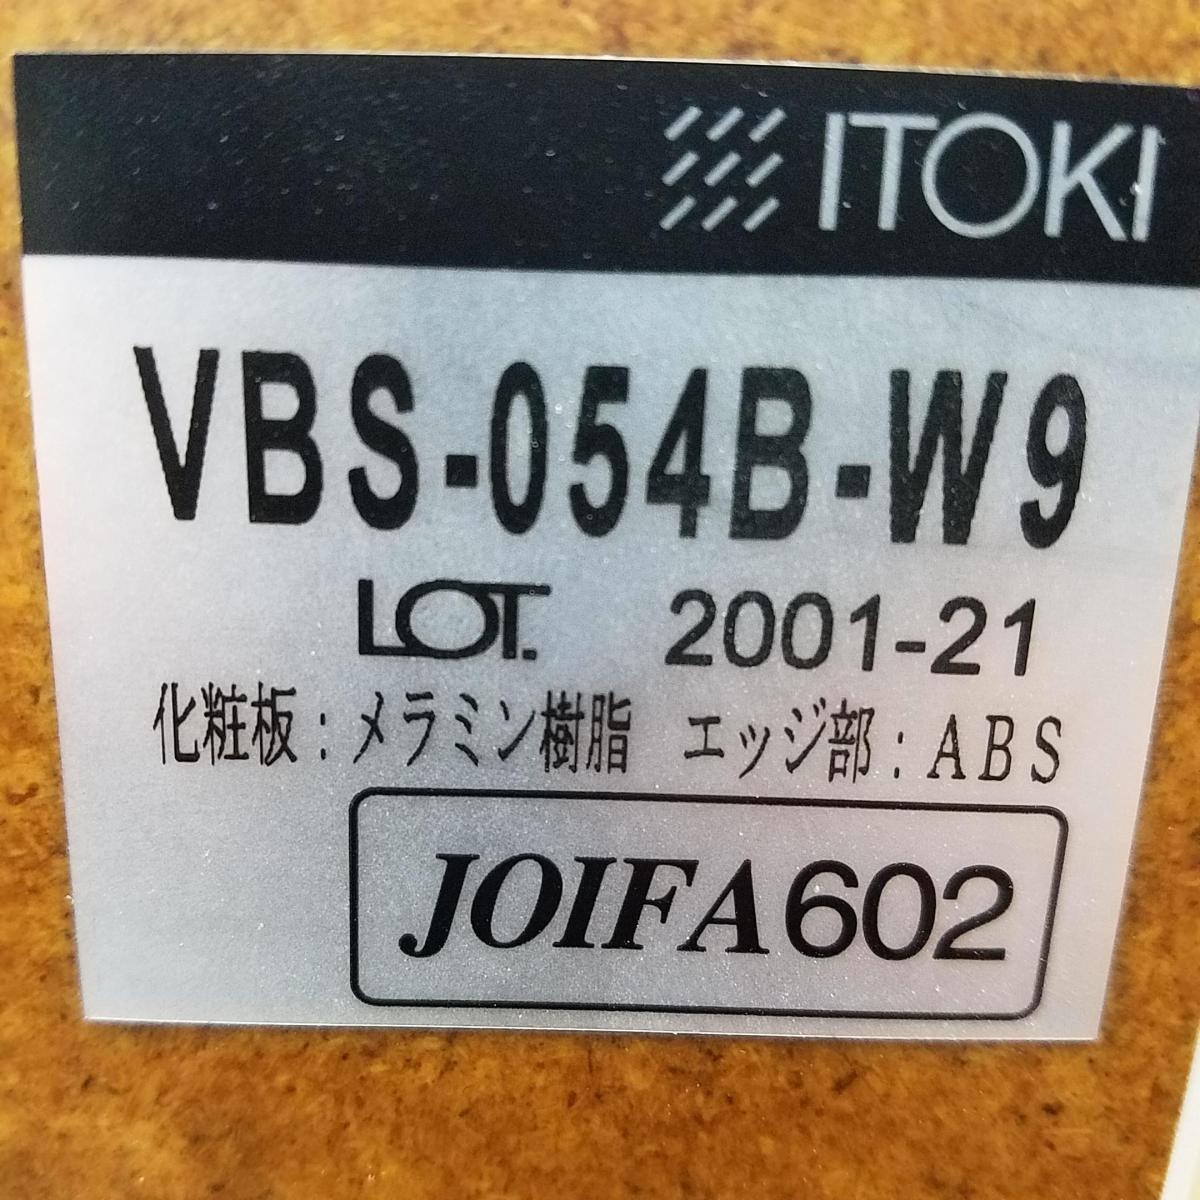 ITOKI
VBS-054B-W9
LOT. 2001-21
化粧板:メラミン樹脂 エッジ部:ABS
JOIFA602